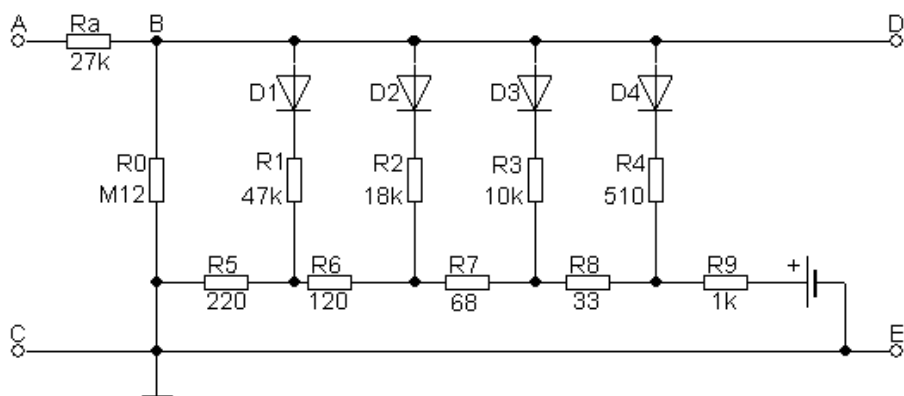 A Ra B D
27k
D1 D2 D3 D4
R0 R1 R2 R3 R4
M12 47k 18k 10k 510
R5 R6 R7 R8 R9 +
220 120 68 33 1k
C E